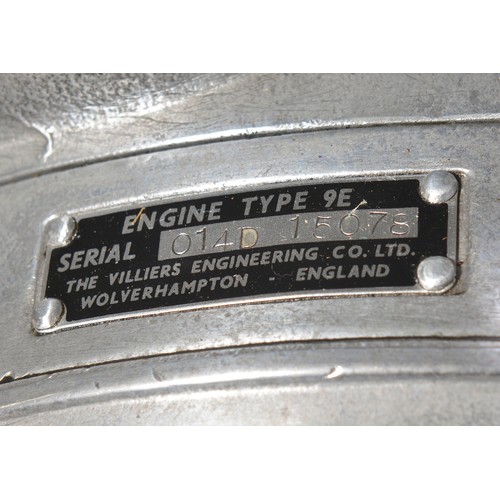 ENGINE TYPE 9E
SERIAL 014D 15078
THE VILLIERS ENGINEERING CO. LTD.
WOLVERHAMPTON - ENGLAND